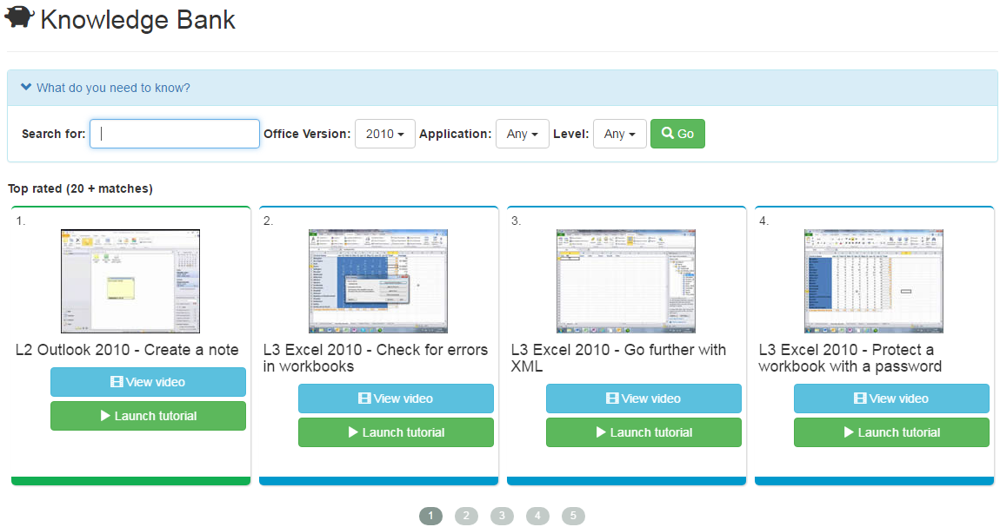 Knowledge Bank
What do you need to know?
Search for: Office Version: 2010 Application: Any Level: Any Go
Top rated (20 + matches)
1. 2. 3. 4.
L2 Outlook 2010 - Create a note
View video
Launch tutorial
L3 Excel 2010 - Check for errors
in workbooks
View video
Launch tutorial
L3 Excel 2010 - Go further with
XML
View video
Launch tutorial
L3 Excel 2010 - Protect a
workbook with a password
View video
Launch tutorial
1 2 3 4 5